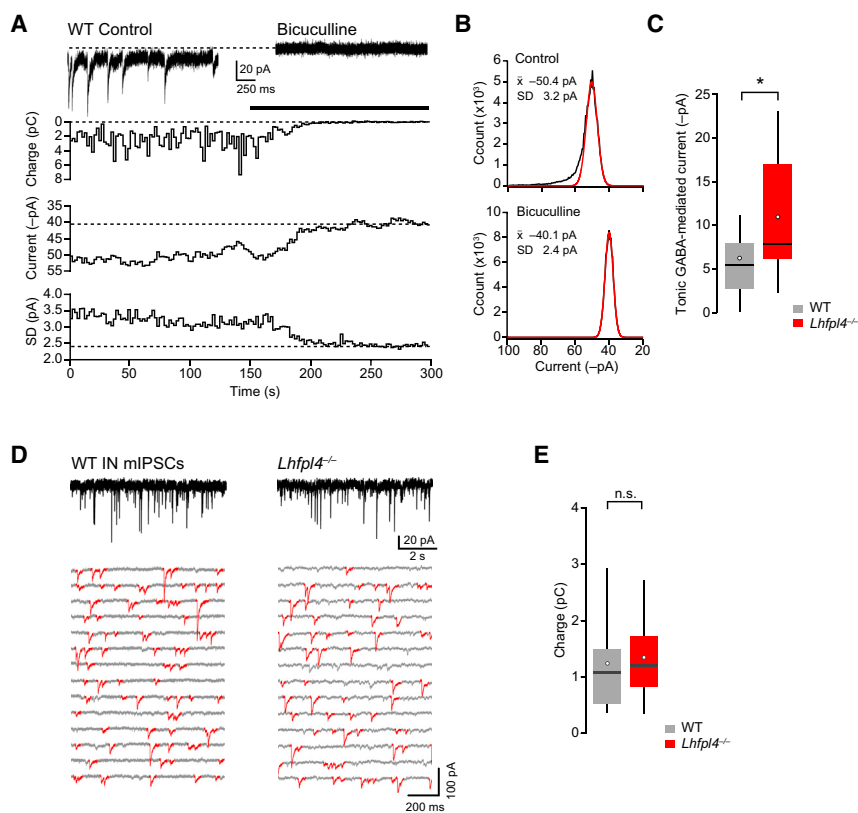 A
WT Control
Bicuculline
20 pA
250 ms
Charge (pC)
0
2
4
6
8
Current (–pA)
35
40
45
50
55
SD (pA)
4.0
3.5
3.0
2.5
2.0
0
50
100
150
200
250
300
Time (s)
B
Control
x̄ –50.4 pA
SD 3.2 pA
Ccount (x10³)
6
5
4
3
2
1
0
Bicuculline
x̄ –40.1 pA
SD 2.4 pA
Ccount (x10³)
10
5
0
100
80
60
40
20
Current (–pA)
C
*
Tonic GABA-mediated current (–pA)
25
20
15
10
5
0
WT
Lhfpl4⁻/⁻
D
WT IN mIPSCs
Lhfpl4⁻/⁻
20 pA
2 s
100 pA
200 ms
E
n.s.
Charge (pC)
4
3
2
1
0
WT
Lhfpl4⁻/⁻